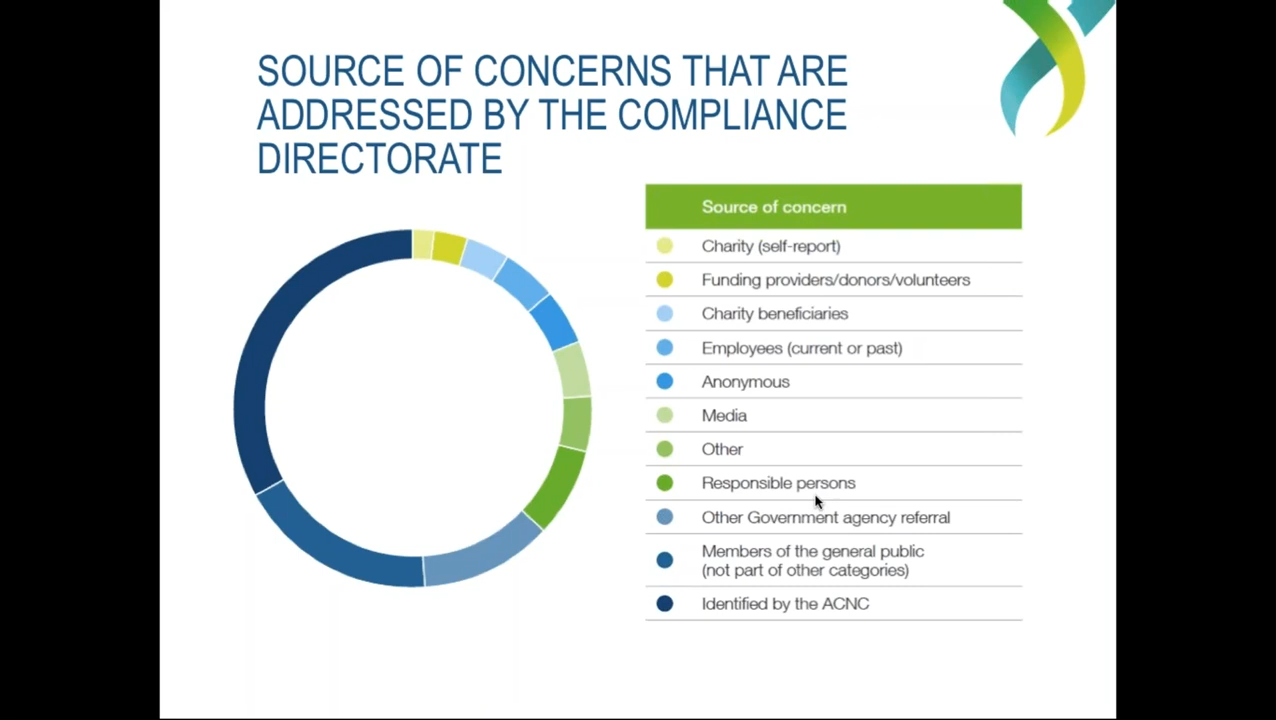 SOURCE OF CONCERNS THAT ARE
ADDRESSED BY THE COMPLIANCE
DIRECTORATE
Source of concern
Charity (self-report)
Funding providers/donors/volunteers
Charity beneficiaries
Employees (current or past)
Anonymous
Media
Other
Responsible persons
Other Government agency referral
Members of the general public
(not part of other categories)
Identified by the ACNC